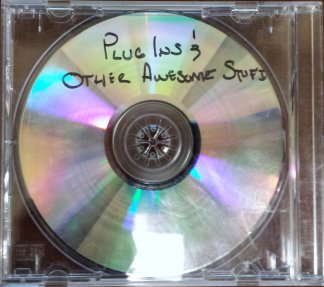 PLUG INS &
OTHER AWESOME STUFF